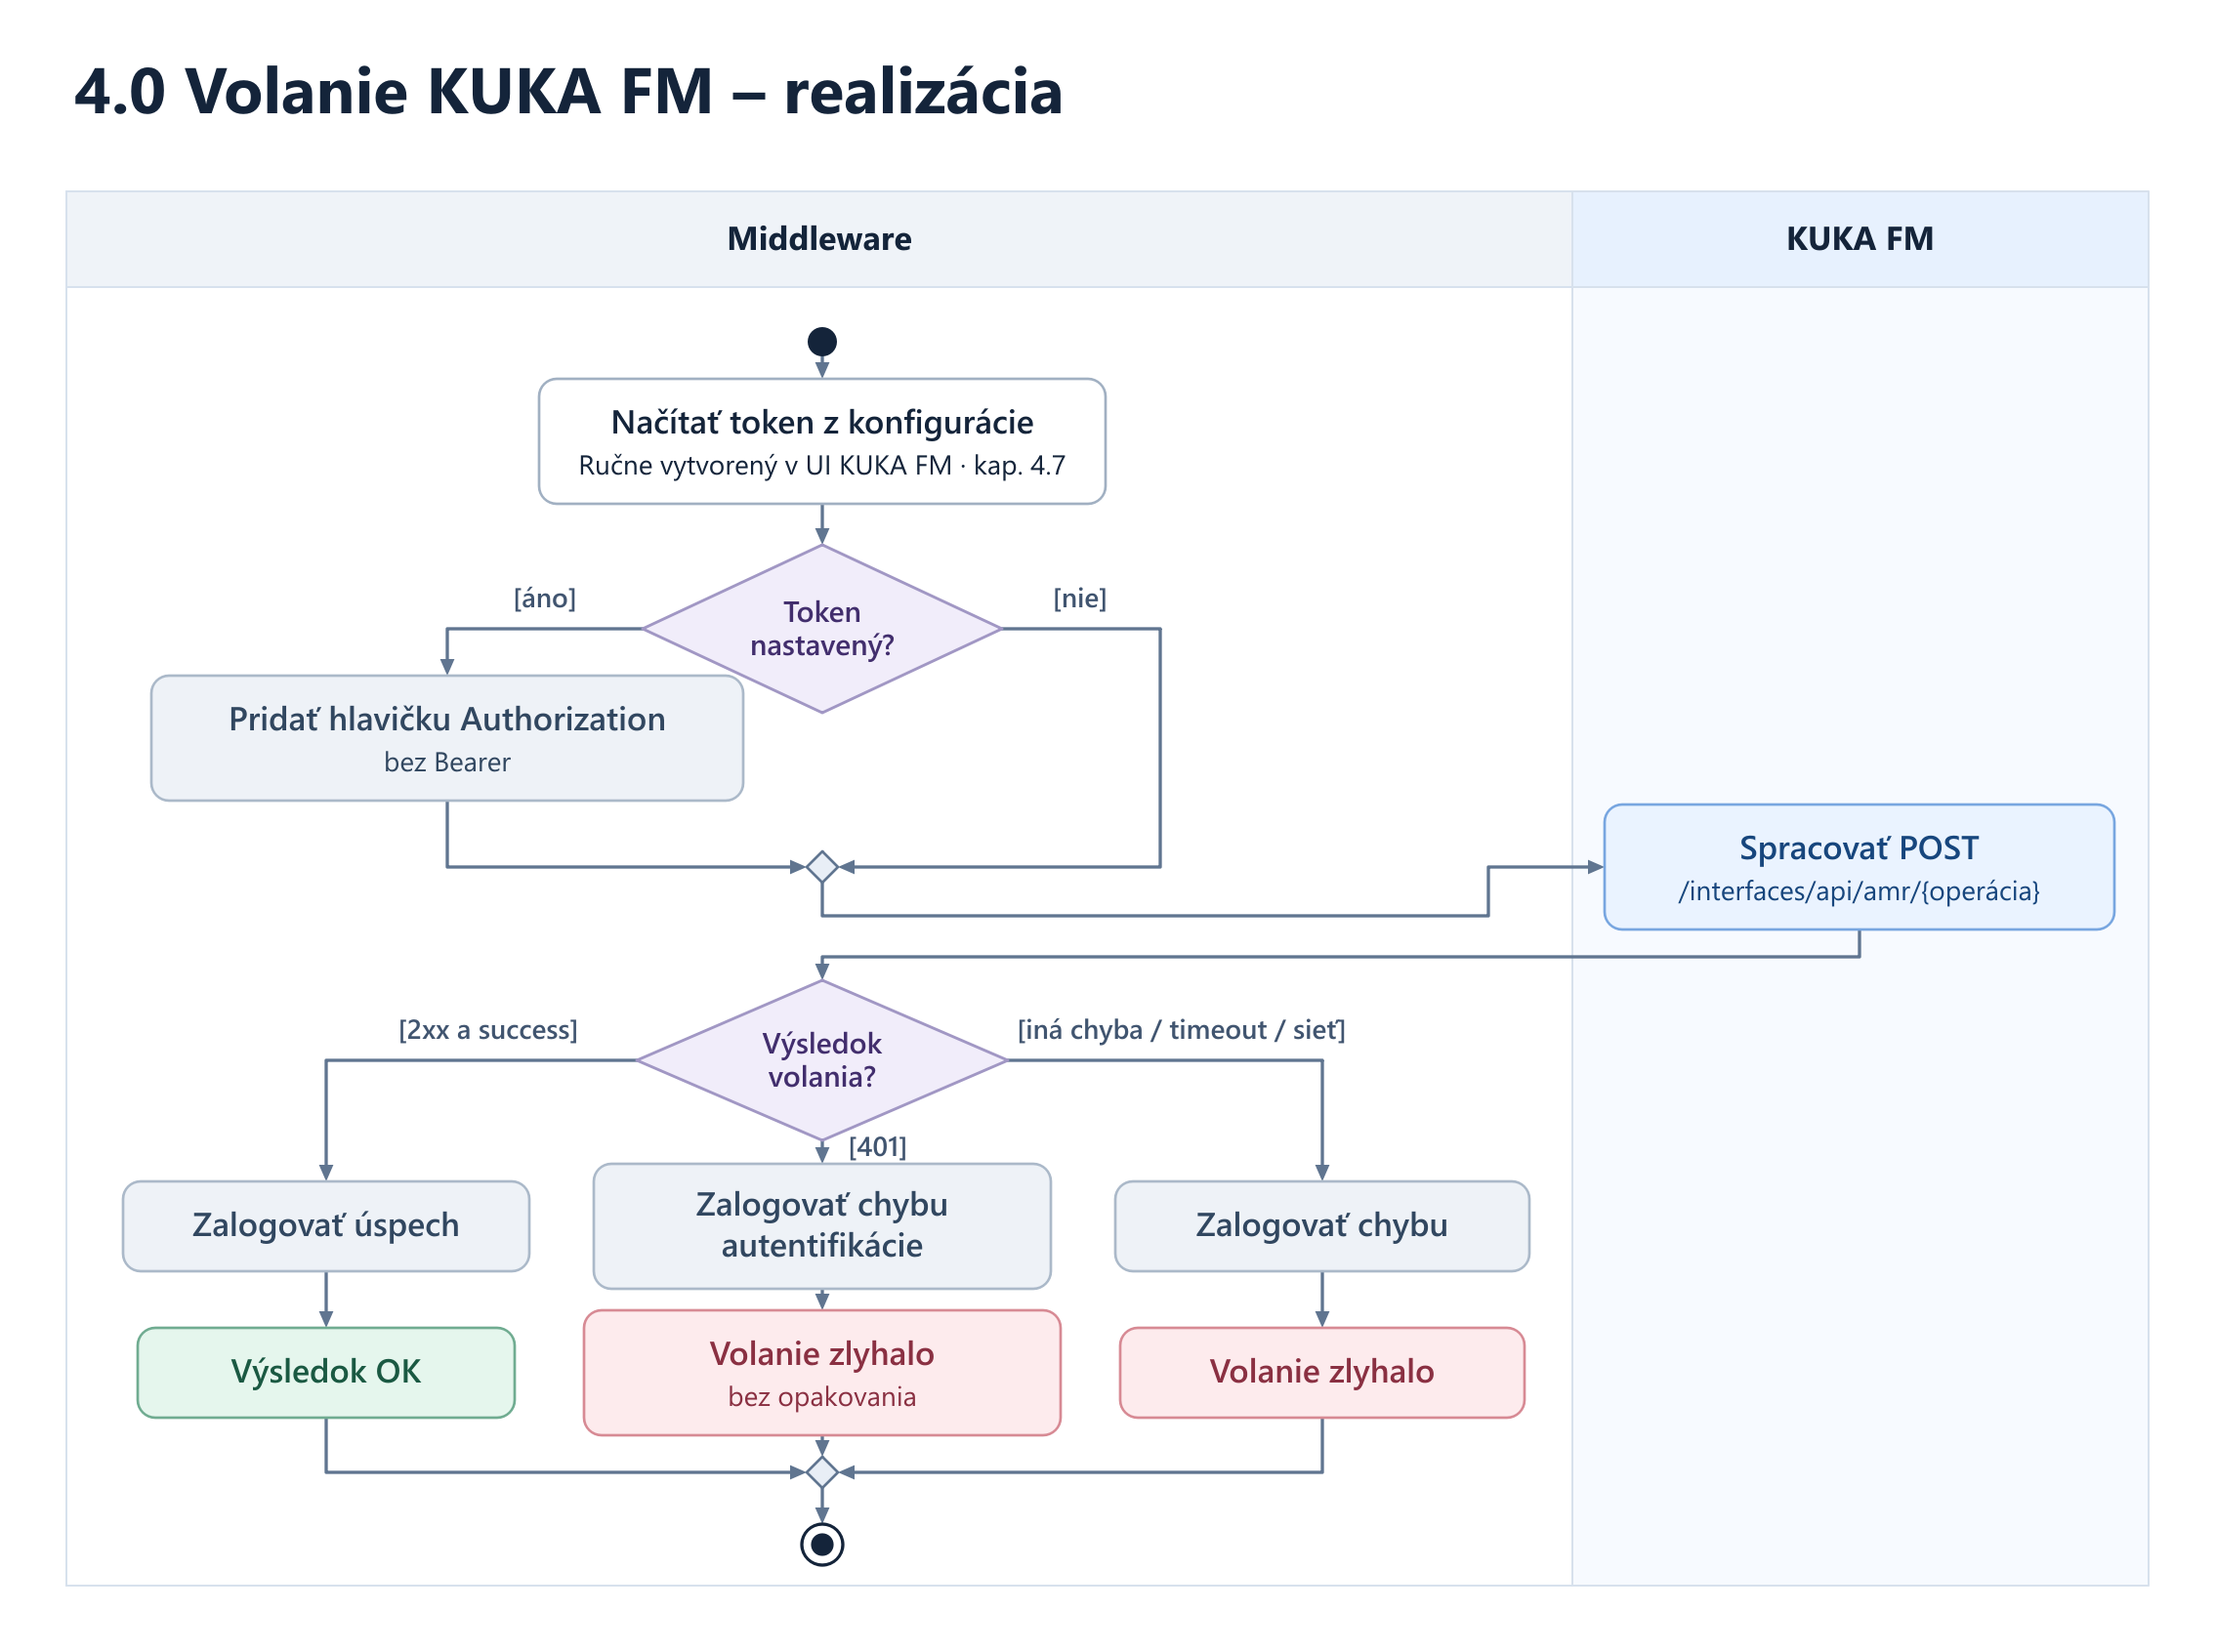 4.0 Volanie KUKA FM – realizácia
Middleware
KUKA FM
Načítať token z konfigurácie
Ručne vytvorený v UI KUKA FM · kap. 4.7
[áno]
[nie]
Token
nastavený?
Pridať hlavičku Authorization
bez Bearer
Spracovať POST
/interfaces/api/amr/{operácia}
[2xx a success]
[iná chyba / timeout / sieť]
Výsledok
volania?
[401]
Zalogovať úspech
Zalogovať chybu
autentifikácie
Zalogovať chybu
Výsledok OK
Volanie zlyhalo
bez opakovania
Volanie zlyhalo